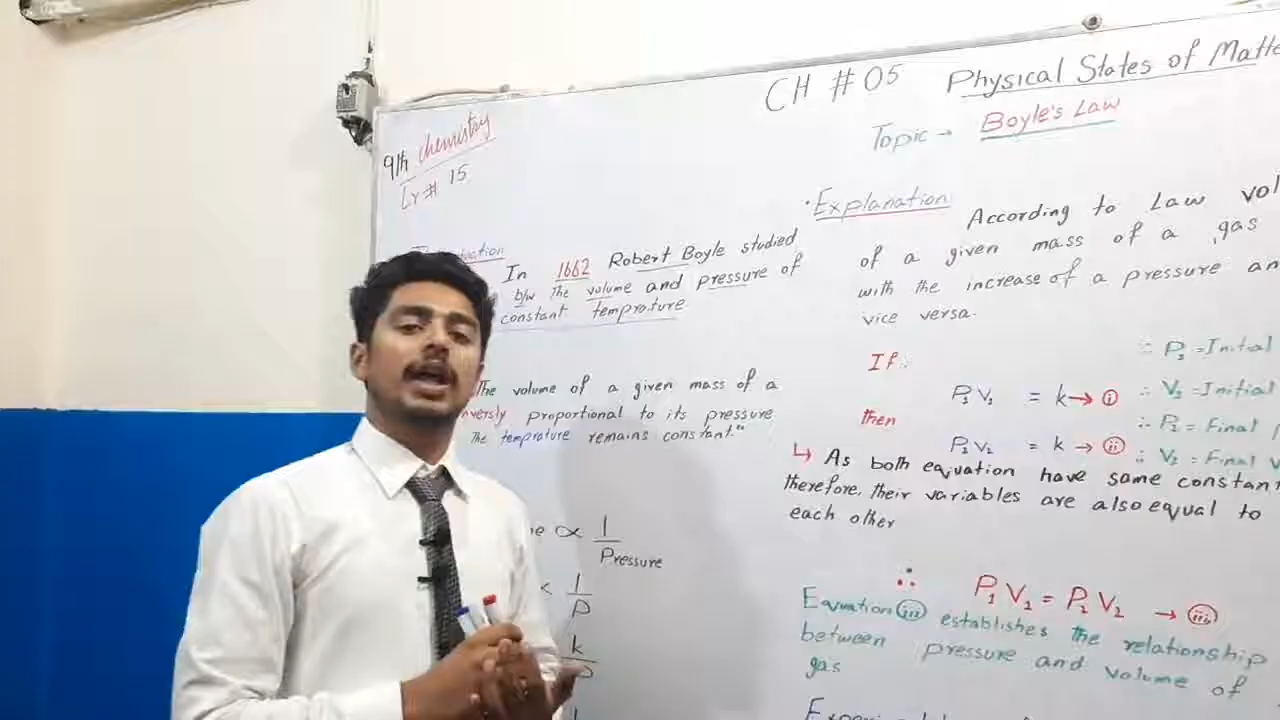 CH # 05 Physical States of
Topic → Boyle's Law
9th chemistry
Lr # 15
In 1662 Robert Boyle studied
b/w The volume and pressure of
constant temprature
The volume of a given mass of a
proportional to its pressure
The temprature remains constant."
∝ 1
Pressure
1
P
k
Explanation
According to Law
of a given mass of a gas
with the increase of a pressure
vice versa.
If
P₁ V₁ = k → (i)
then
P₂ V₂ = k → (ii)
∴ P₁ = Initial
∴ V₁ = Initial
∴ P₂ = Final
∴ V₂ = Final
↳ As both equation have same
therefore, their variables are also equal to
each other
∴ P₁ V₁ = P₂ V₂ → (iii)
Equation (iii) establishes the relationship
between pressure and volume of
gas